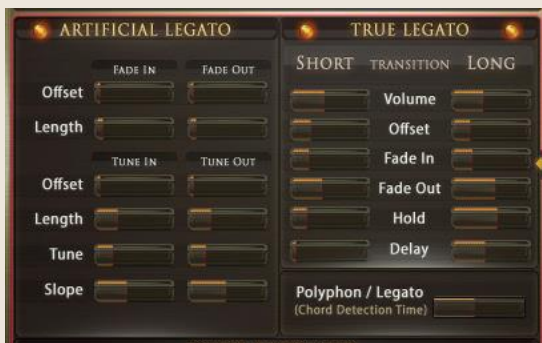 ARTIFICIAL LEGATO
FADE IN FADE OUT
Offset
Length
TUNE IN TUNE OUT
Offset
Length
Tune
Slope
TRUE LEGATO
SHORT TRANSITION LONG
Volume
Offset
Fade In
Fade Out
Hold
Delay
Polyphon / Legato
(Chord Detection Time)